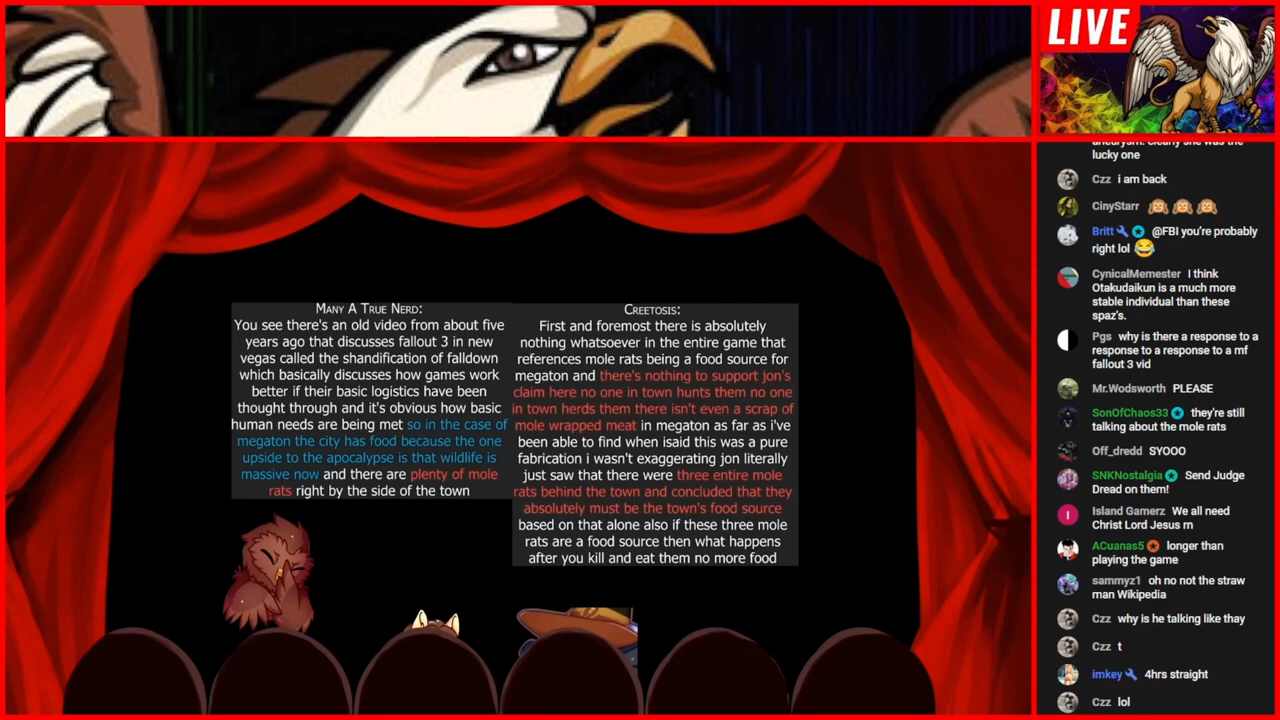 LIVE
MANY A TRUE NERD:
You see there's an old video from about five
years ago that discusses fallout 3 in new
vegas called the shandification of falldown
which basically discusses how games work
better if their basic logistics have been
thought through and it's obvious how basic
human needs are being met so in the case of
megaton the city has food because the one
upside to the apocalypse is that wildlife is
massive now and there are plenty of mole
rats right by the side of the town
CREETOSIS:
First and foremost there is absolutely
nothing whatsoever in the entire game that
references mole rats being a food source for
megaton and there's nothing to support jon's
claim here no one in town hunts them no one
in town herds them there isn't even a scrap of
mole wrapped meat in megaton as far as i've
been able to find when isaid this was a pure
fabrication i wasn't exaggerating jon literally
just saw that there were three entire mole
rats behind the town and concluded that they
absolutely must be the town's food source
based on that alone also if these three mole
rats are a food source then what happens
after you kill and eat them no more food
lucky one
Czz i am back
CinyStarr
Britt @FBI you're probably
right lol
CynicalMemester I think
Otakudaikun is a much more
stable individual than these
spaz's.
Pgs why is there a response to a
response to a response to a mf
fallout 3 vid
Mr.Wodsworth PLEASE
SonOfChaos33 they're still
talking about the mole rats
Off_dredd SYOOO
SNKNostalgia Send Judge
Dread on them!
Island Gamerz We all need
Christ Lord Jesus rn
ACuanas5 longer than
playing the game
sammyz1 oh no not the straw
man Wikipedia
Czz why is he talking like thay
Czz t
imkey 4hrs straight
Czz lol